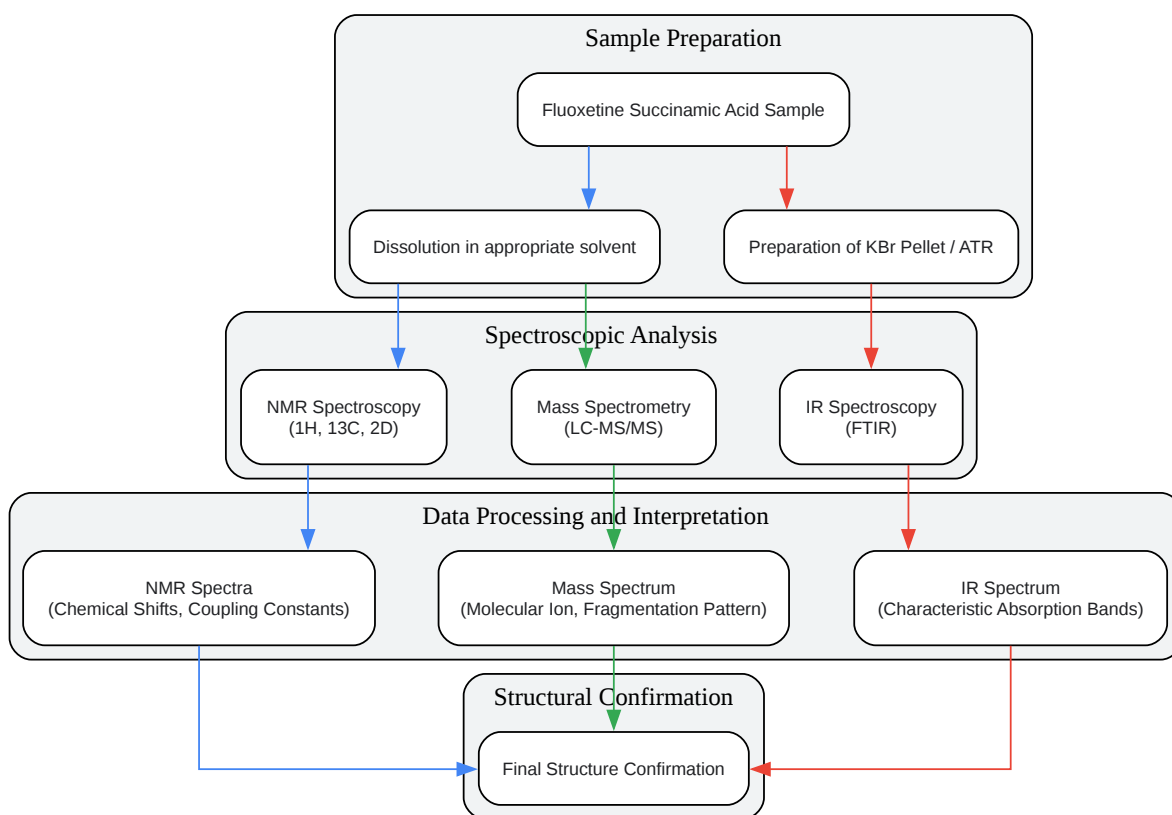 Sample Preparation
Fluoxetine Succinamic Acid Sample
Dissolution in appropriate solvent
Preparation of KBr Pellet / ATR
Spectroscopic Analysis
NMR Spectroscopy
(1H, 13C, 2D)
Mass Spectrometry
(LC-MS/MS)
IR Spectroscopy
(FTIR)
Data Processing and Interpretation
NMR Spectra
(Chemical Shifts, Coupling Constants)
Mass Spectrum
(Molecular Ion, Fragmentation Pattern)
IR Spectrum
(Characteristic Absorption Bands)
Structural Confirmation
Final Structure Confirmation